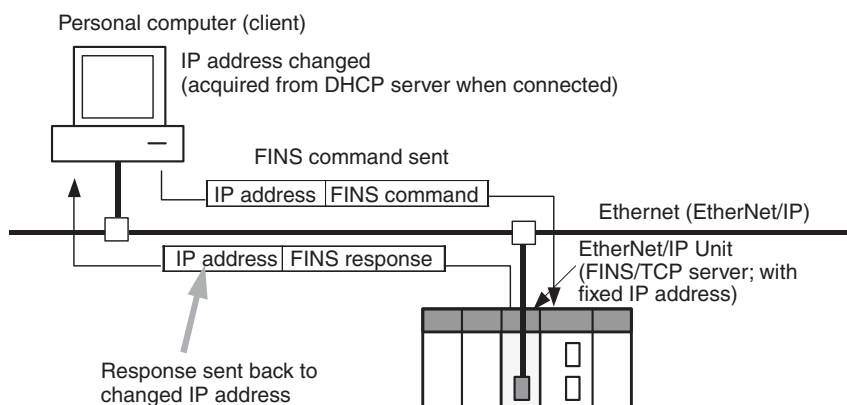 Personal computer (client)
IP address changed
(acquired from DHCP server when connected)
FINS command sent
IP address FINS command
Ethernet (EtherNet/IP)
IP address FINS response
EtherNet/IP Unit
(FINS/TCP server; with
fixed IP address)
Response sent back to
changed IP address